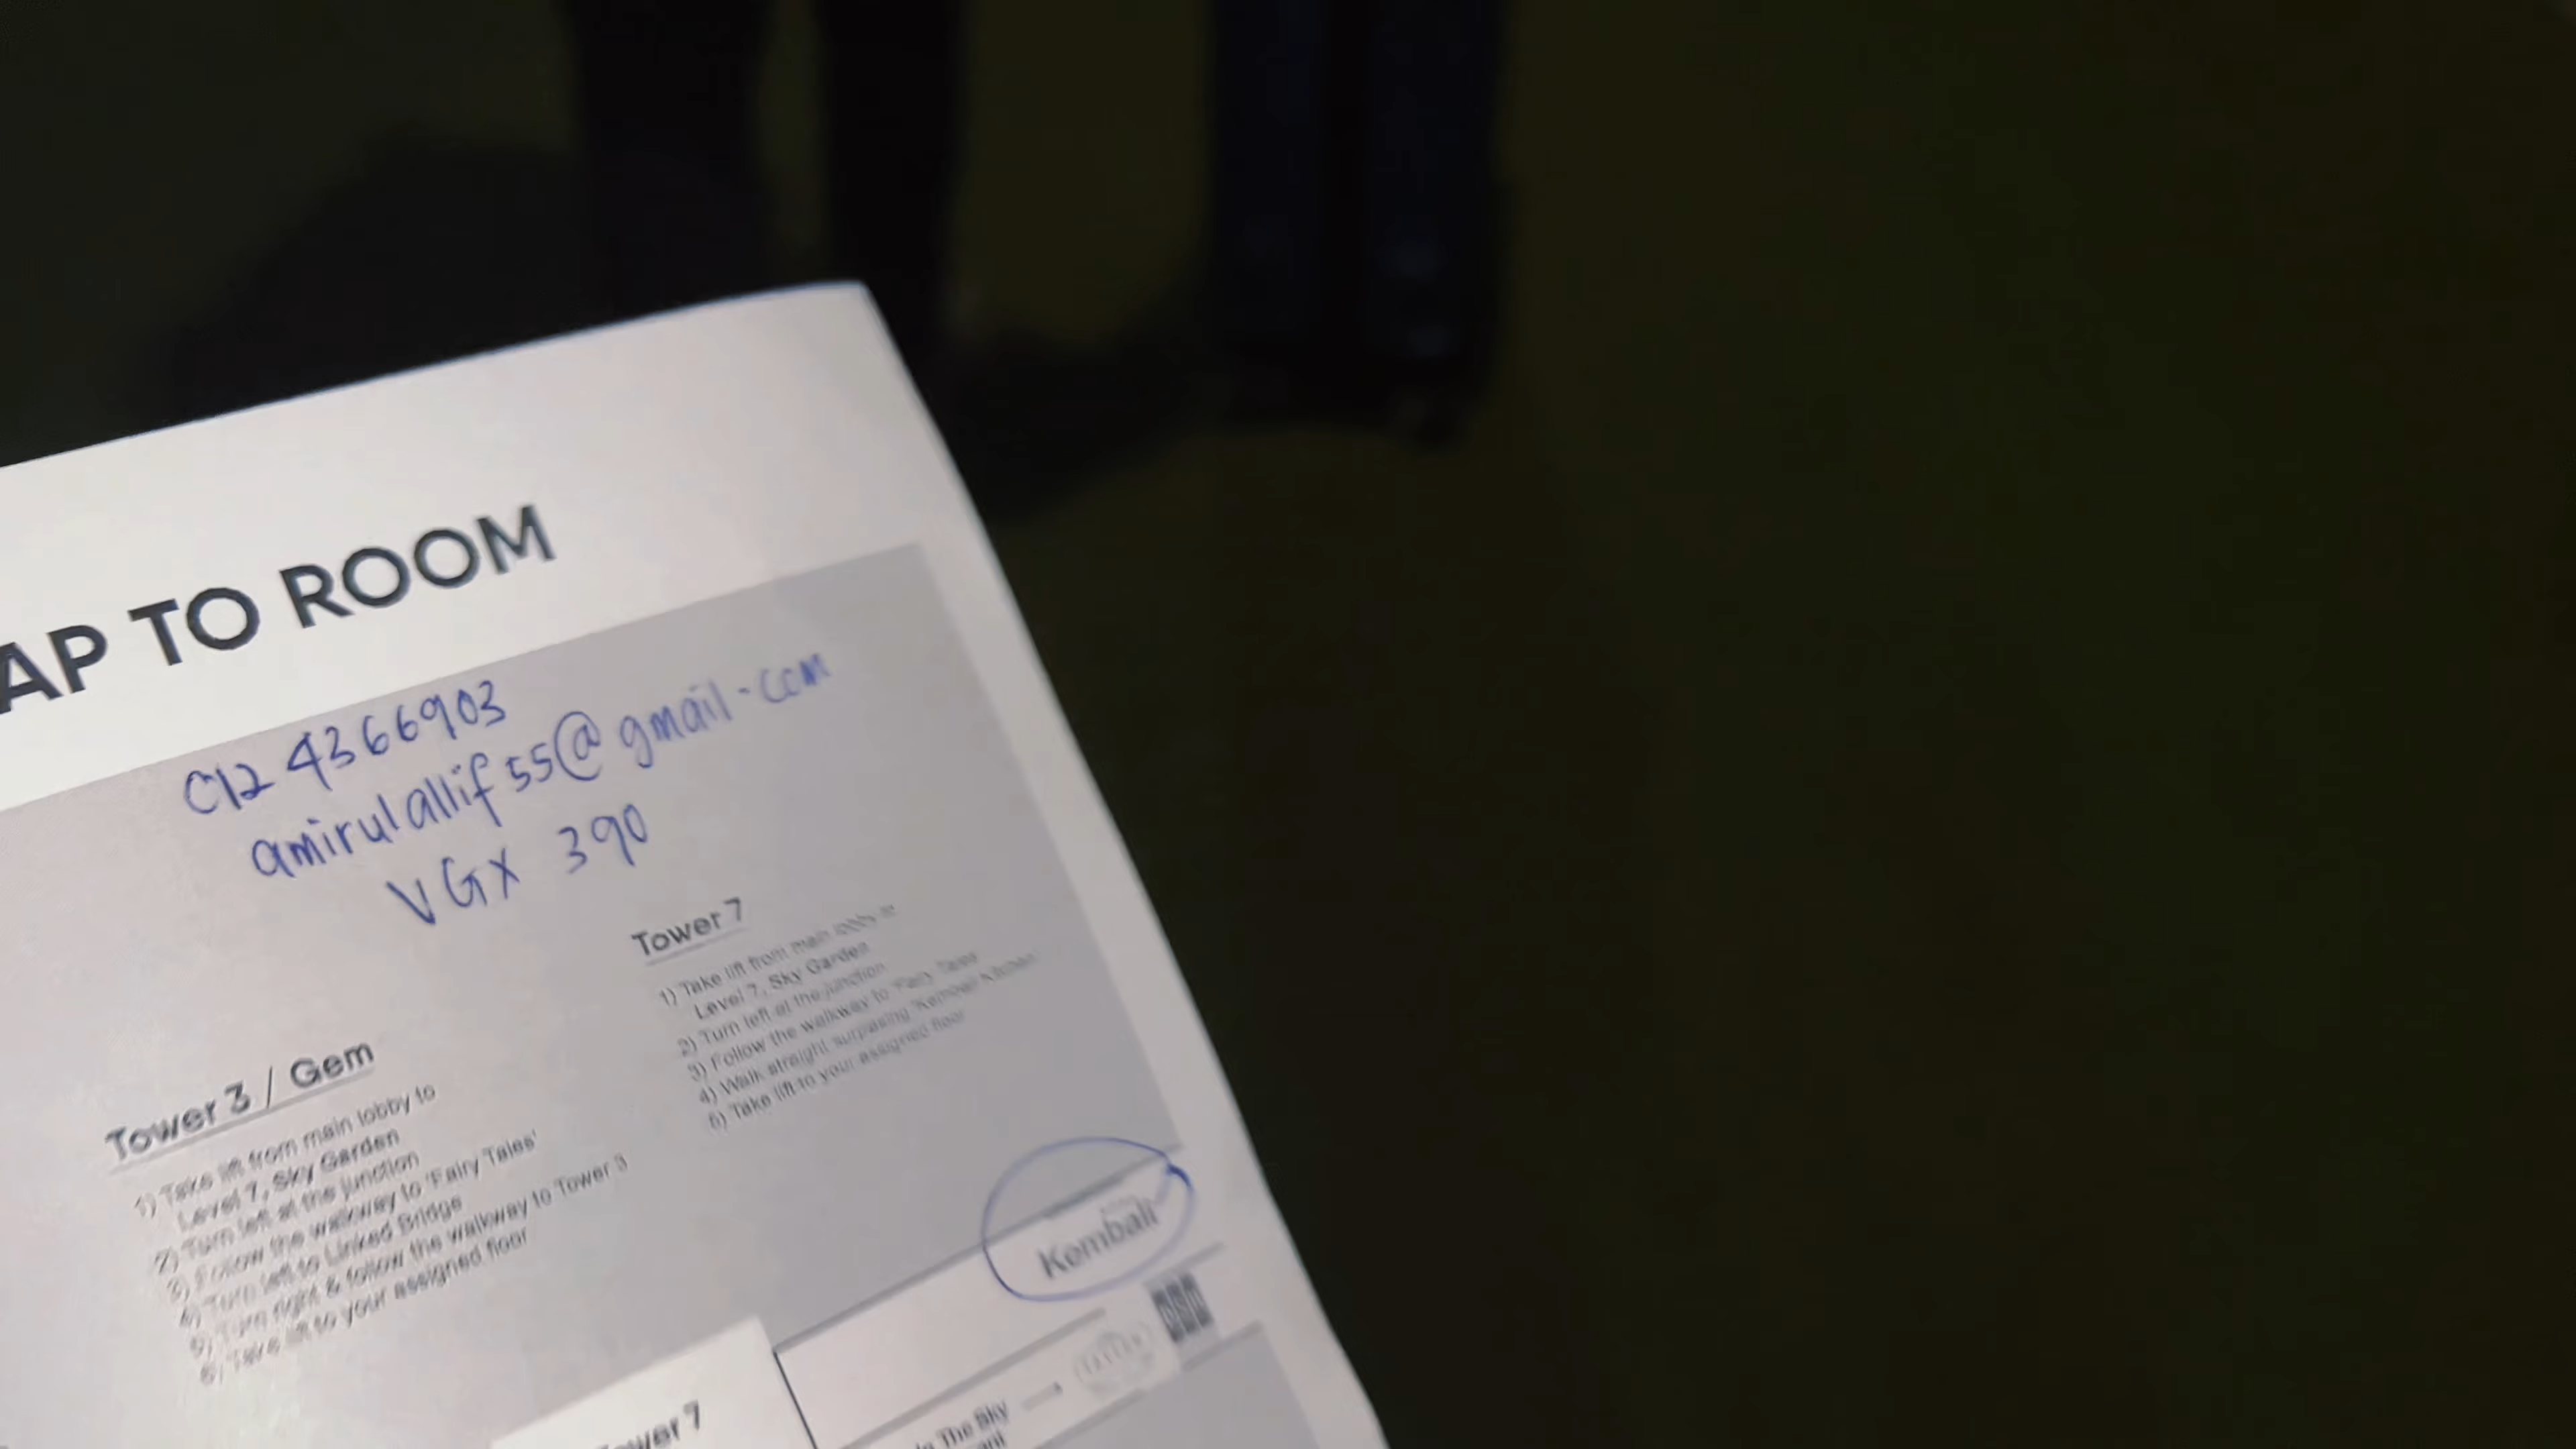 AP TO ROOM
012 4366903
amirulallif55@gmail.com
VGX 390
Tower 7
1) Take lift from main lobby to
Level 7, Sky Garden
2) Turn left at the junction
3) Follow the walkway to 'Fairy Tales'
4) Walk straight surpasing 'Kembali Kitchen'
5) Take lift to your assigned floor
Tower 3 / Gem
1) Take lift from main lobby to
Level 7, Sky Garden
2) Turn left at the junction
3) Follow the walkway to 'Fairy Tales'
4) Turn left to Linked Bridge
5) Turn right & follow the walkway to Tower 3
6) Take lift to your assigned floor
Kembali
ower 7
The Sky